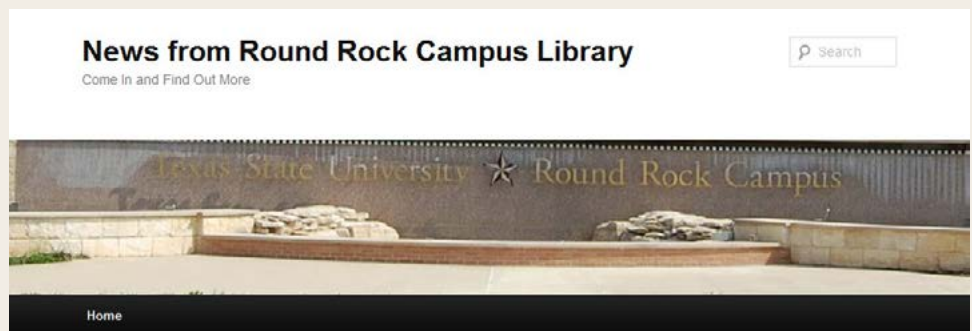 News from Round Rock Campus Library
Search
Come In and Find Out More
Texas State University Round Rock Campus
Home